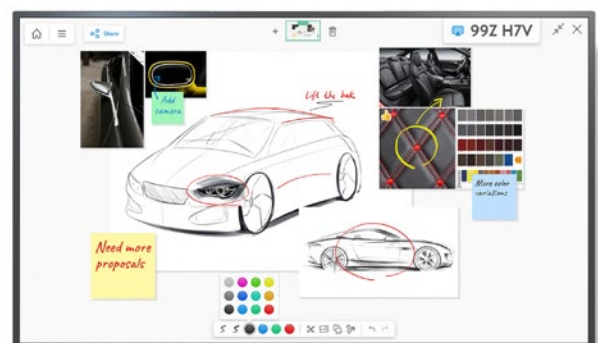 Share
99Z H7V
Add
camera
Lift the back
More color
variations
Need more
proposals